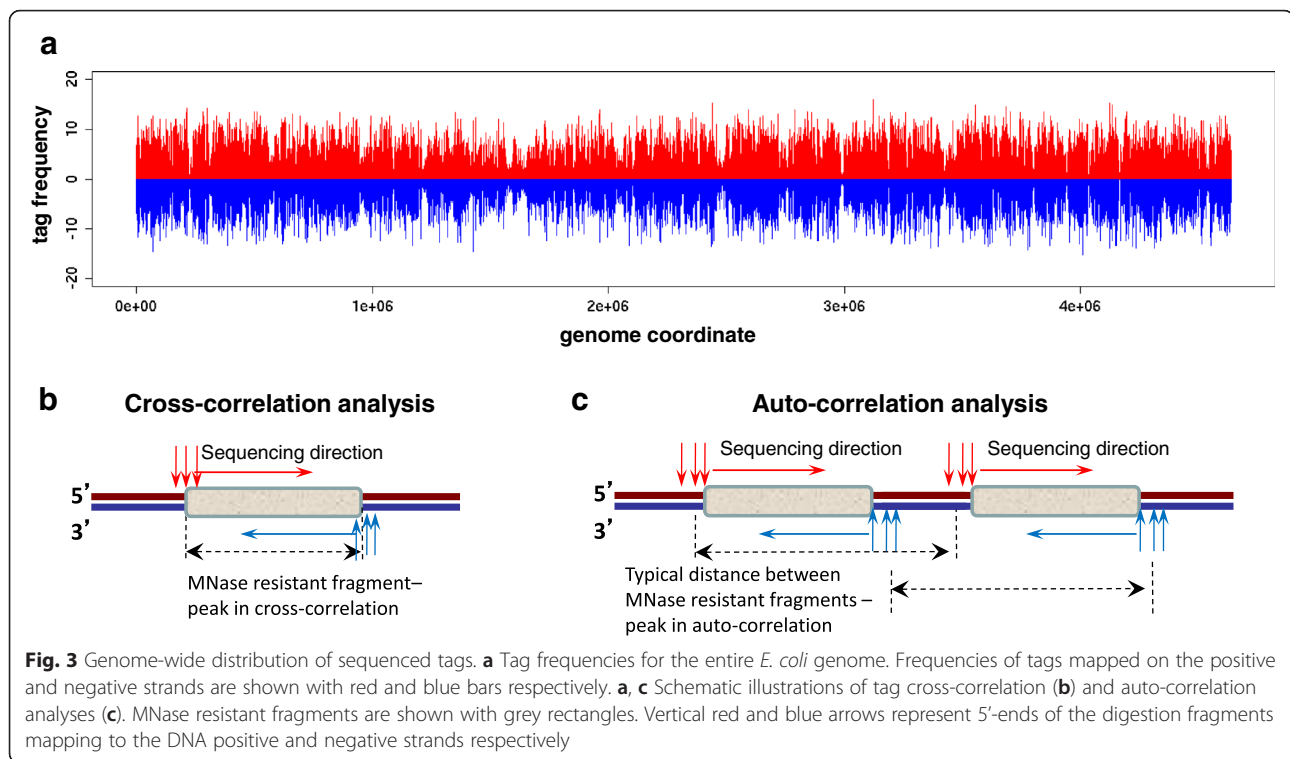 a
20
10
0
-10
-20
tag frequency
0e+00 1e+06 2e+06 3e+06 4e+06
genome coordinate
b
Cross-correlation analysis
Sequencing direction
5’
3’
MNase resistant fragment–
peak in cross-correlation
c
Auto-correlation analysis
Sequencing direction Sequencing direction
5’
3’
Typical distance between
MNase resistant fragments –
peak in auto-correlation
Fig. 3 Genome-wide distribution of sequenced tags. a Tag frequencies for the entire E. coli genome. Frequencies of tags mapped on the positive
and negative strands are shown with red and blue bars respectively. a, c Schematic illustrations of tag cross-correlation (b) and auto-correlation
analyses (c). MNase resistant fragments are shown with grey rectangles. Vertical red and blue arrows represent 5’-ends of the digestion fragments
mapping to the DNA positive and negative strands respectively